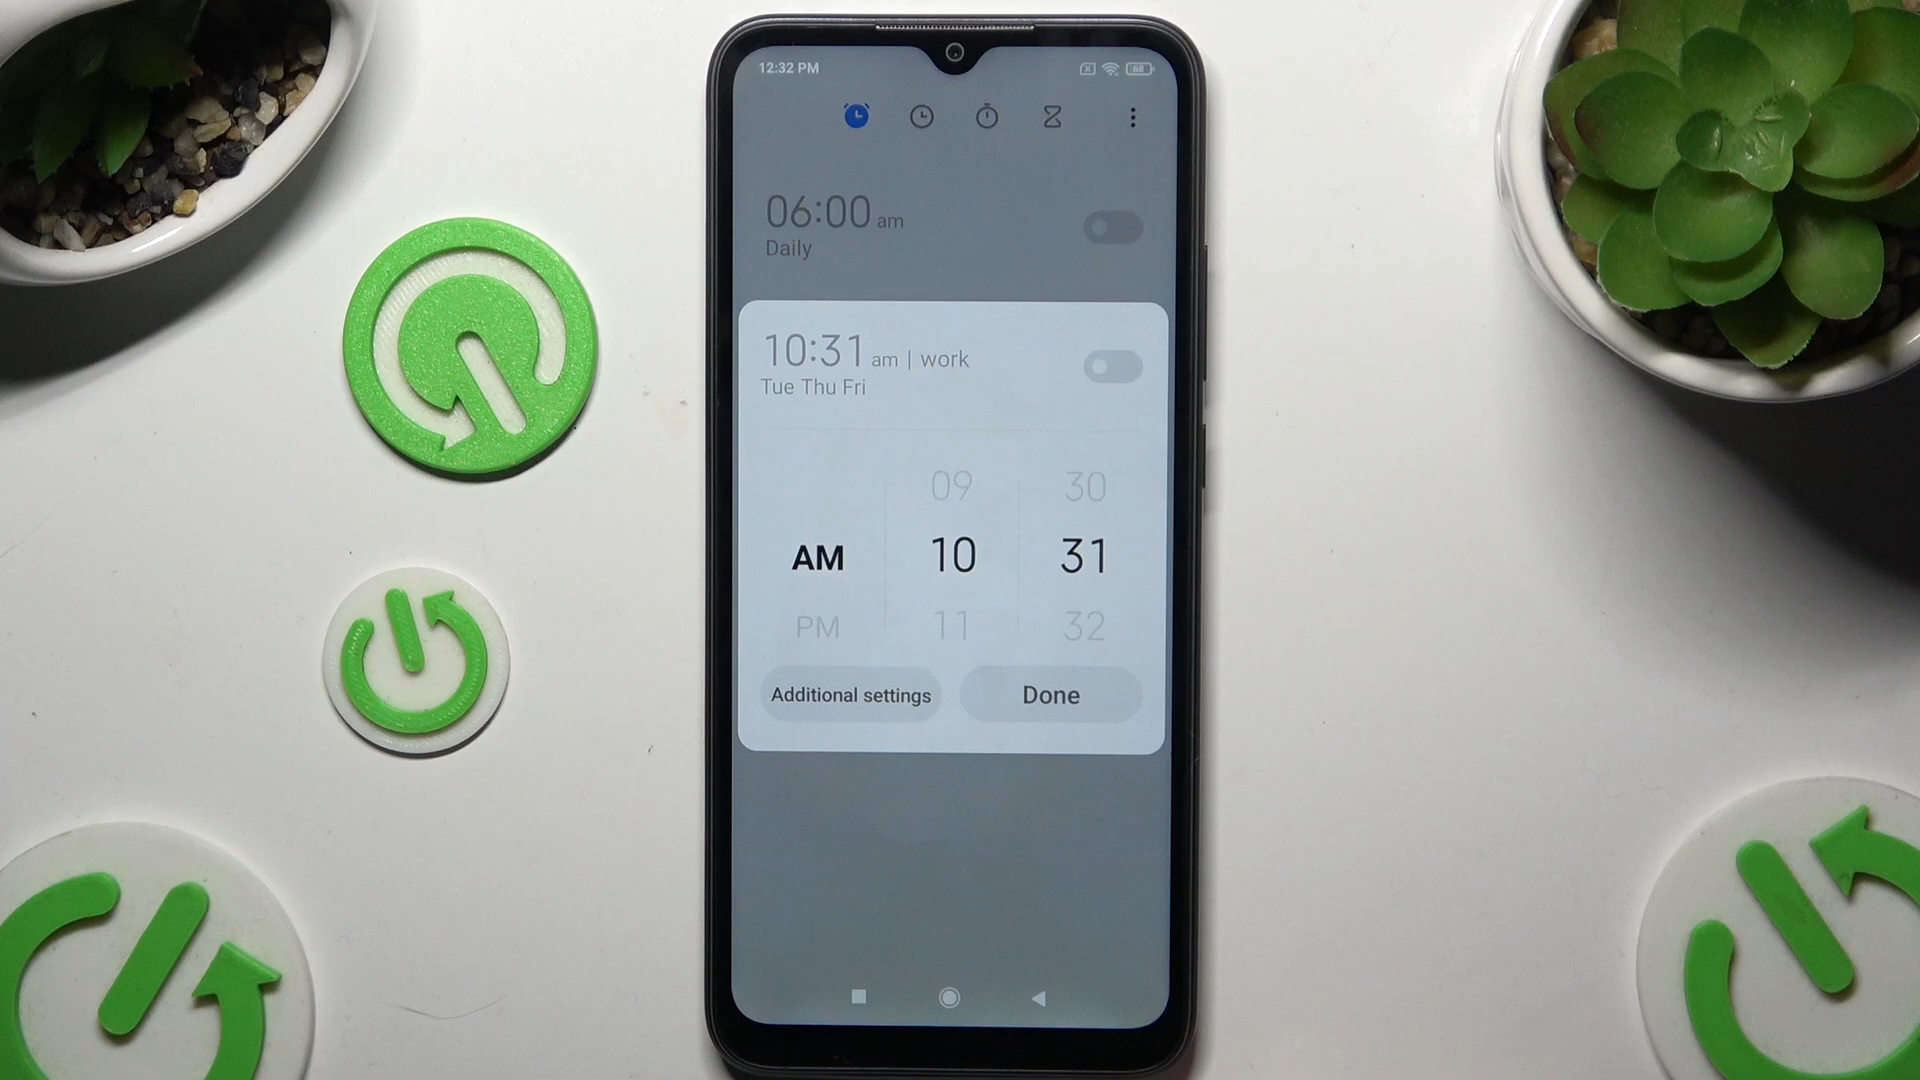 12:32 PM
68
06:00 am
Daily
10:31 am | work
Tue Thu Fri
09 30
AM 10 31
PM 11 32
Additional settings Done